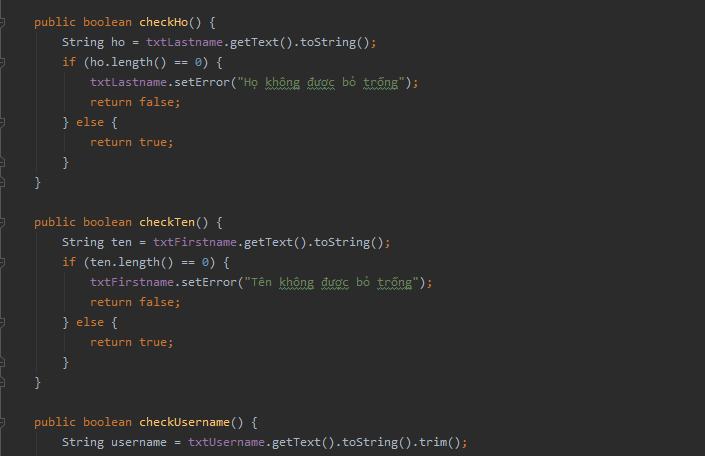 public boolean checkHo() {
String ho = txtLastname.getText().toString();
if (ho.length() == 0) {
txtLastname.setError("Họ không được bỏ trống");
return false;
} else {
return true;
}
}
public boolean checkTen() {
String ten = txtFirstname.getText().toString();
if (ten.length() == 0) {
txtFirstname.setError("Tên không được bỏ trống");
return false;
} else {
return true;
}
}
public boolean checkUsername() {
String username = txtUsername.getText().toString().trim();